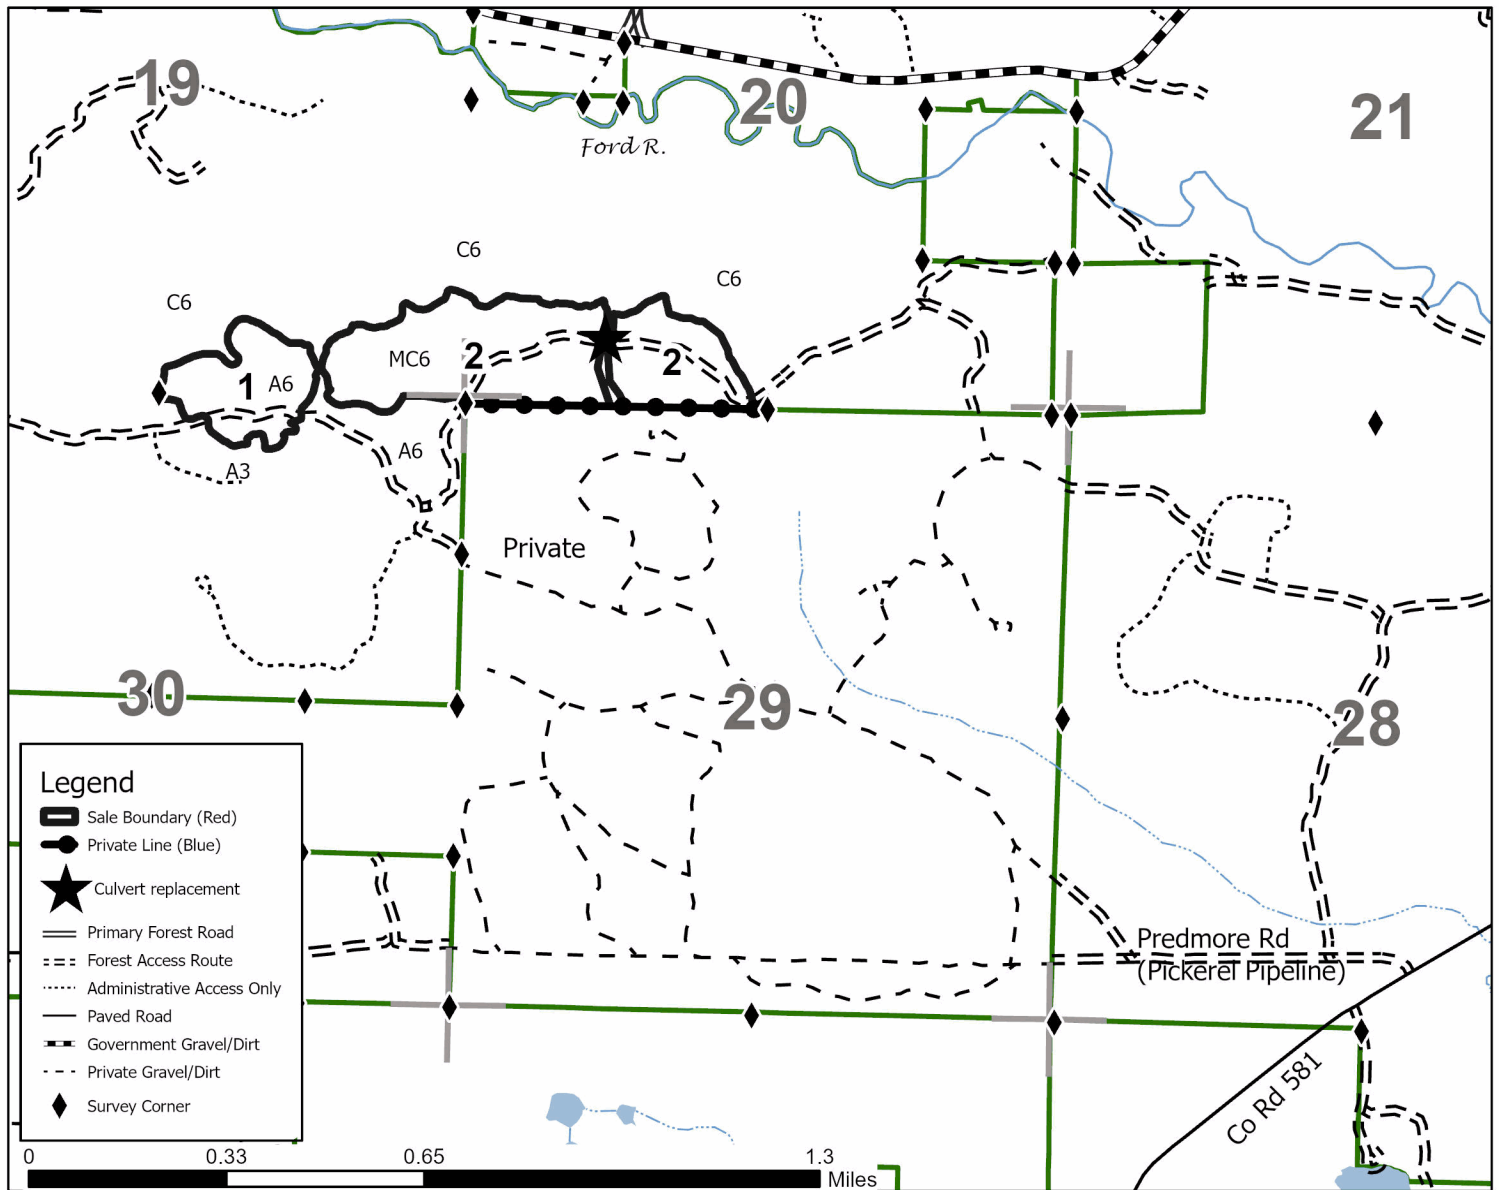 19
20
21
Ford R.
C6
C6
C6
MC6
2
2
1
A6
A6
A3
Private
30
29
28
Legend
Sale Boundary (Red)
Private Line (Blue)
Culvert replacement
Primary Forest Road
Forest Access Route
Administrative Access Only
Paved Road
Government Gravel/Dirt
Private Gravel/Dirt
Survey Corner
Predmore Rd
(Pickerel Pipeline)
Co Rd 581
0 0.33 0.65 1.3
Miles